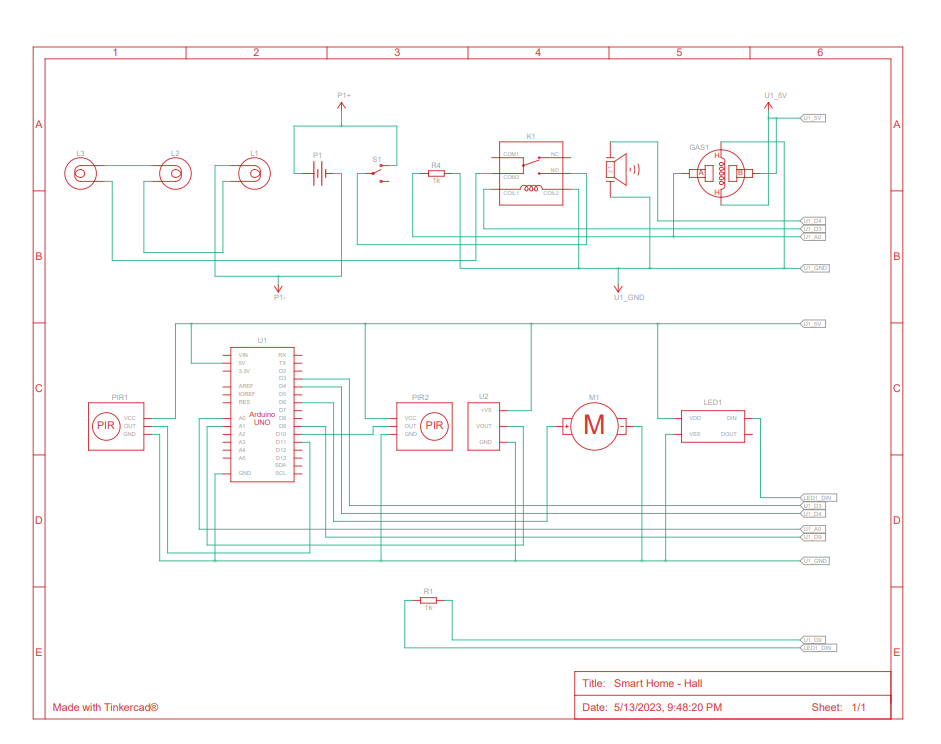 1 2 3 4 5 6
A A
P1+
U1_5V
U1_5V
L3 L2 L1
P1
S1
R4
1k
K1
COM1 NC
NO
COM2
COIL1 COIL2
GAS1
H
A B
H
U1_D4
U1_D3
U1_A0
B B
U1_GND
P1-
U1_GND
U1_5V
C C
U1
VIN RX
5V TX
3.3V D2
D3
AREF D4
IOREF D5
RES D6
D7
Arduino
UNO
A0 D8
A1 D9
A2 D10
A3 D11
A4 D12
A5 D13
SDA
GND SCL
PIR1
PIR
VCC
OUT
GND
PIR2
VCC
OUT
GND
PIR
U2
+VS
VOUT
GND
M1
+ M -
LED1
VDD DIN
VSS DOUT
D D
LED1_DIN
U1_D3
U1_D4
U1_A0
U1_D9
U1_GND
R1
1k
E E
U1_D9
LED1_DIN
Title: Smart Home - Hall
Made with Tinkercad®
Date: 5/13/2023, 9:48:20 PM Sheet: 1/1